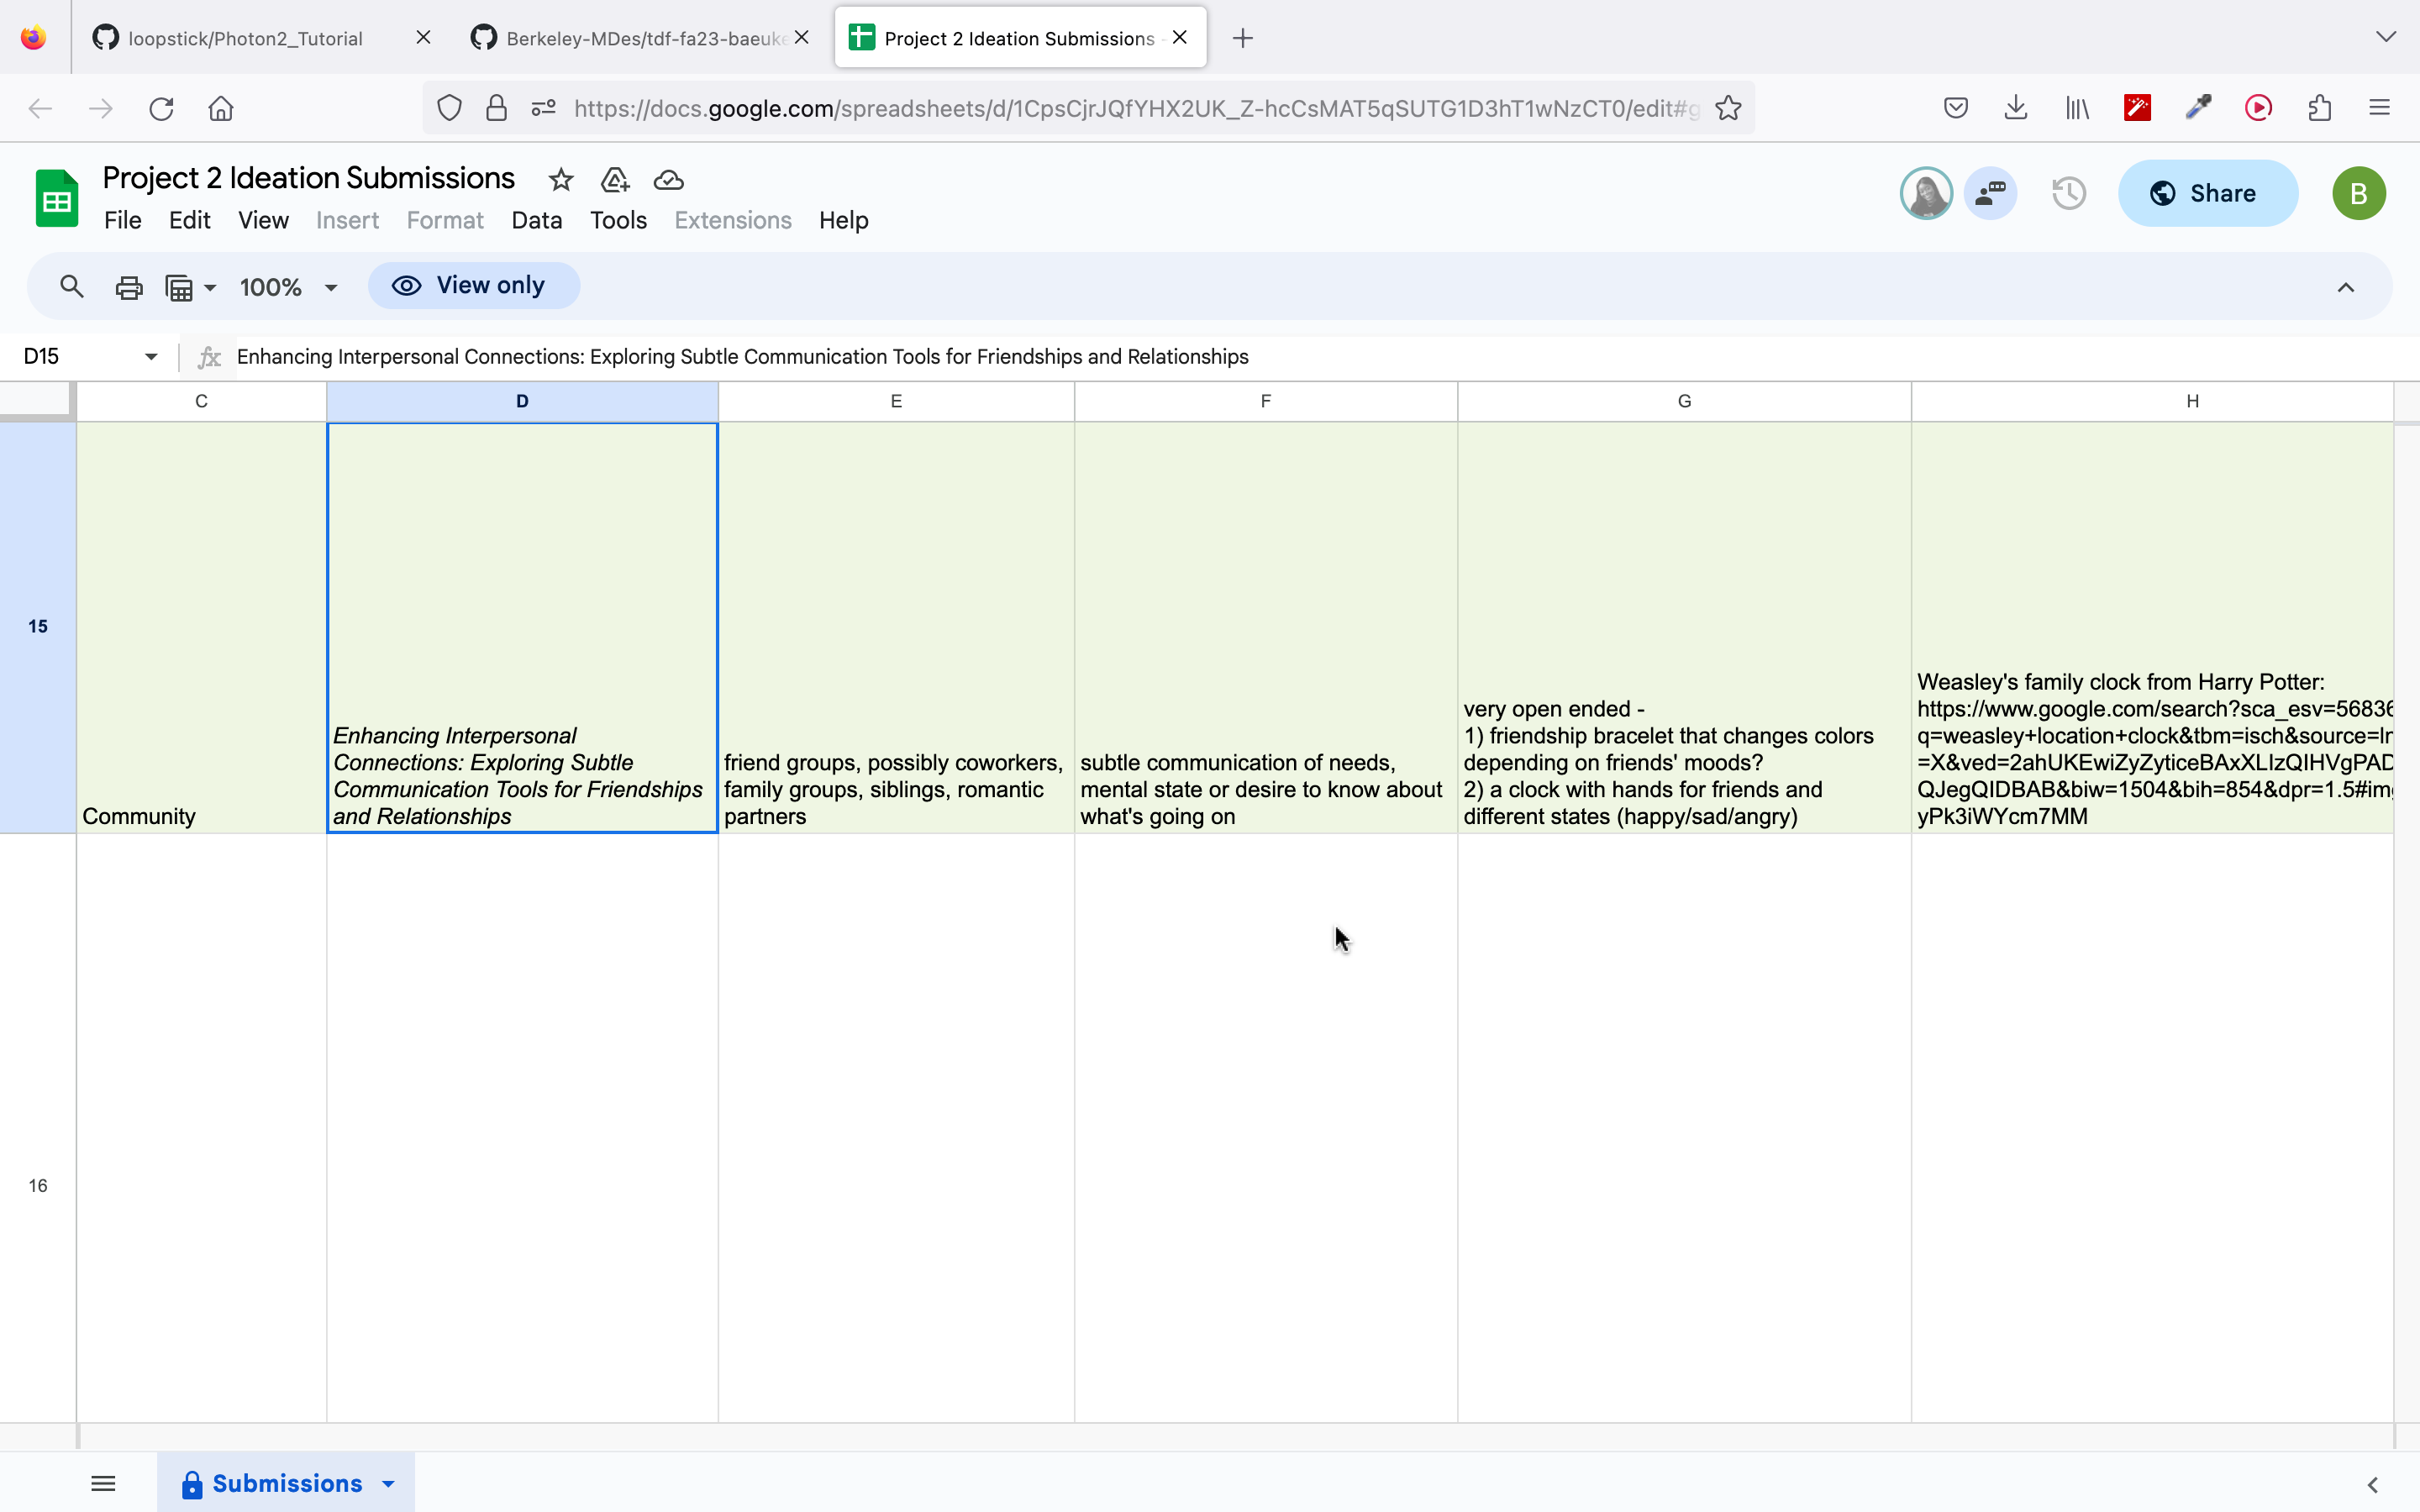 loopstick/Photon2_Tutorial
Berkeley-MDes/tdf-fa23-baeuke
Project 2 Ideation Submissions -
https://docs.google.com/spreadsheets/d/1CpsCjrJQfYHX2UK_Z-hcCsMAT5qSUTG1D3hT1wNzCT0/edit#g
Project 2 Ideation Submissions
File Edit View Insert Format Data Tools Extensions Help
Share
B
100%
View only
D15
fx
Enhancing Interpersonal Connections: Exploring Subtle Communication Tools for Friendships and Relationships
C D E F G H
15
Community
Enhancing Interpersonal
Connections: Exploring Subtle
Communication Tools for Friendships
and Relationships
friend groups, possibly coworkers,
family groups, siblings, romantic
partners
subtle communication of needs,
mental state or desire to know about
what's going on
very open ended -
1) friendship bracelet that changes colors
depending on friends' moods?
2) a clock with hands for friends and
different states (happy/sad/angry)
Weasley's family clock from Harry Potter:
https://www.google.com/search?sca_esv=56836
q=weasley+location+clock&tbm=isch&source=ln
=X&ved=2ahUKEwiZyZyticeBAxXLIzQIHVgPAD
QJegQIDBAB&biw=1504&bih=854&dpr=1.5#im
yPk3iWYcm7MM
16
Submissions